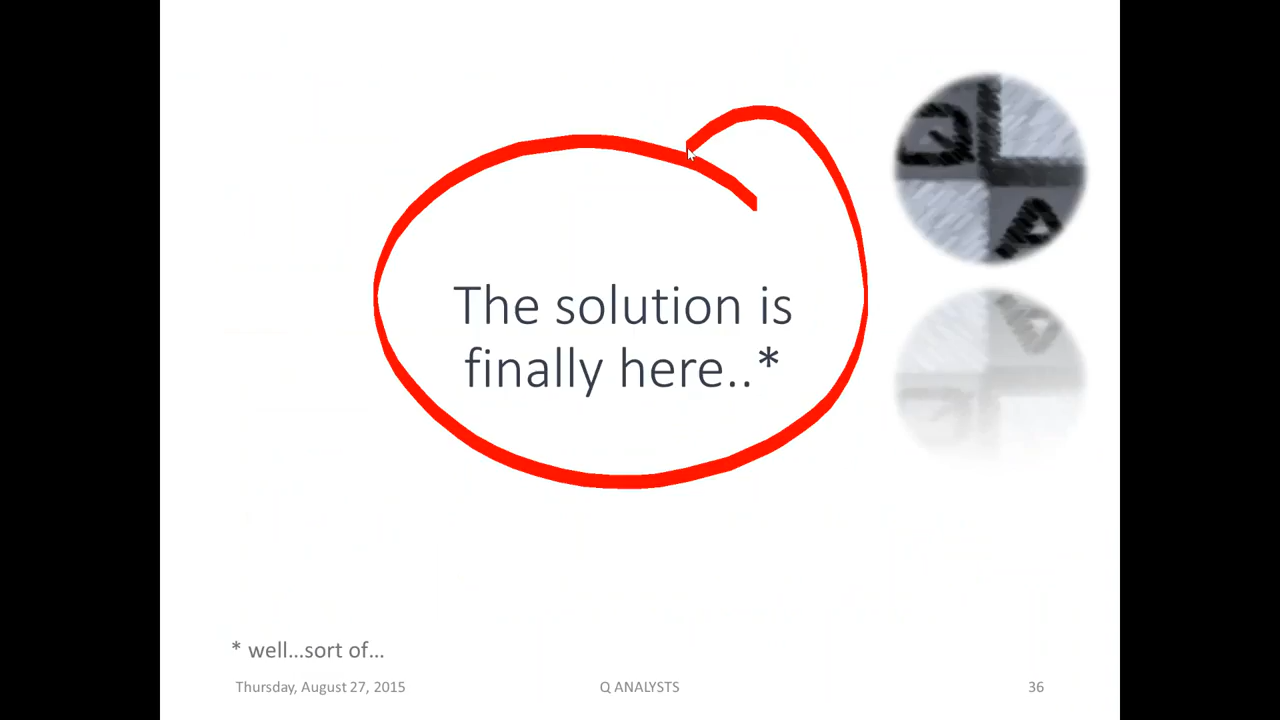 Q
A
The solution is
finally here..*
* well...sort of...
Thursday, August 27, 2015
Q ANALYSTS
36